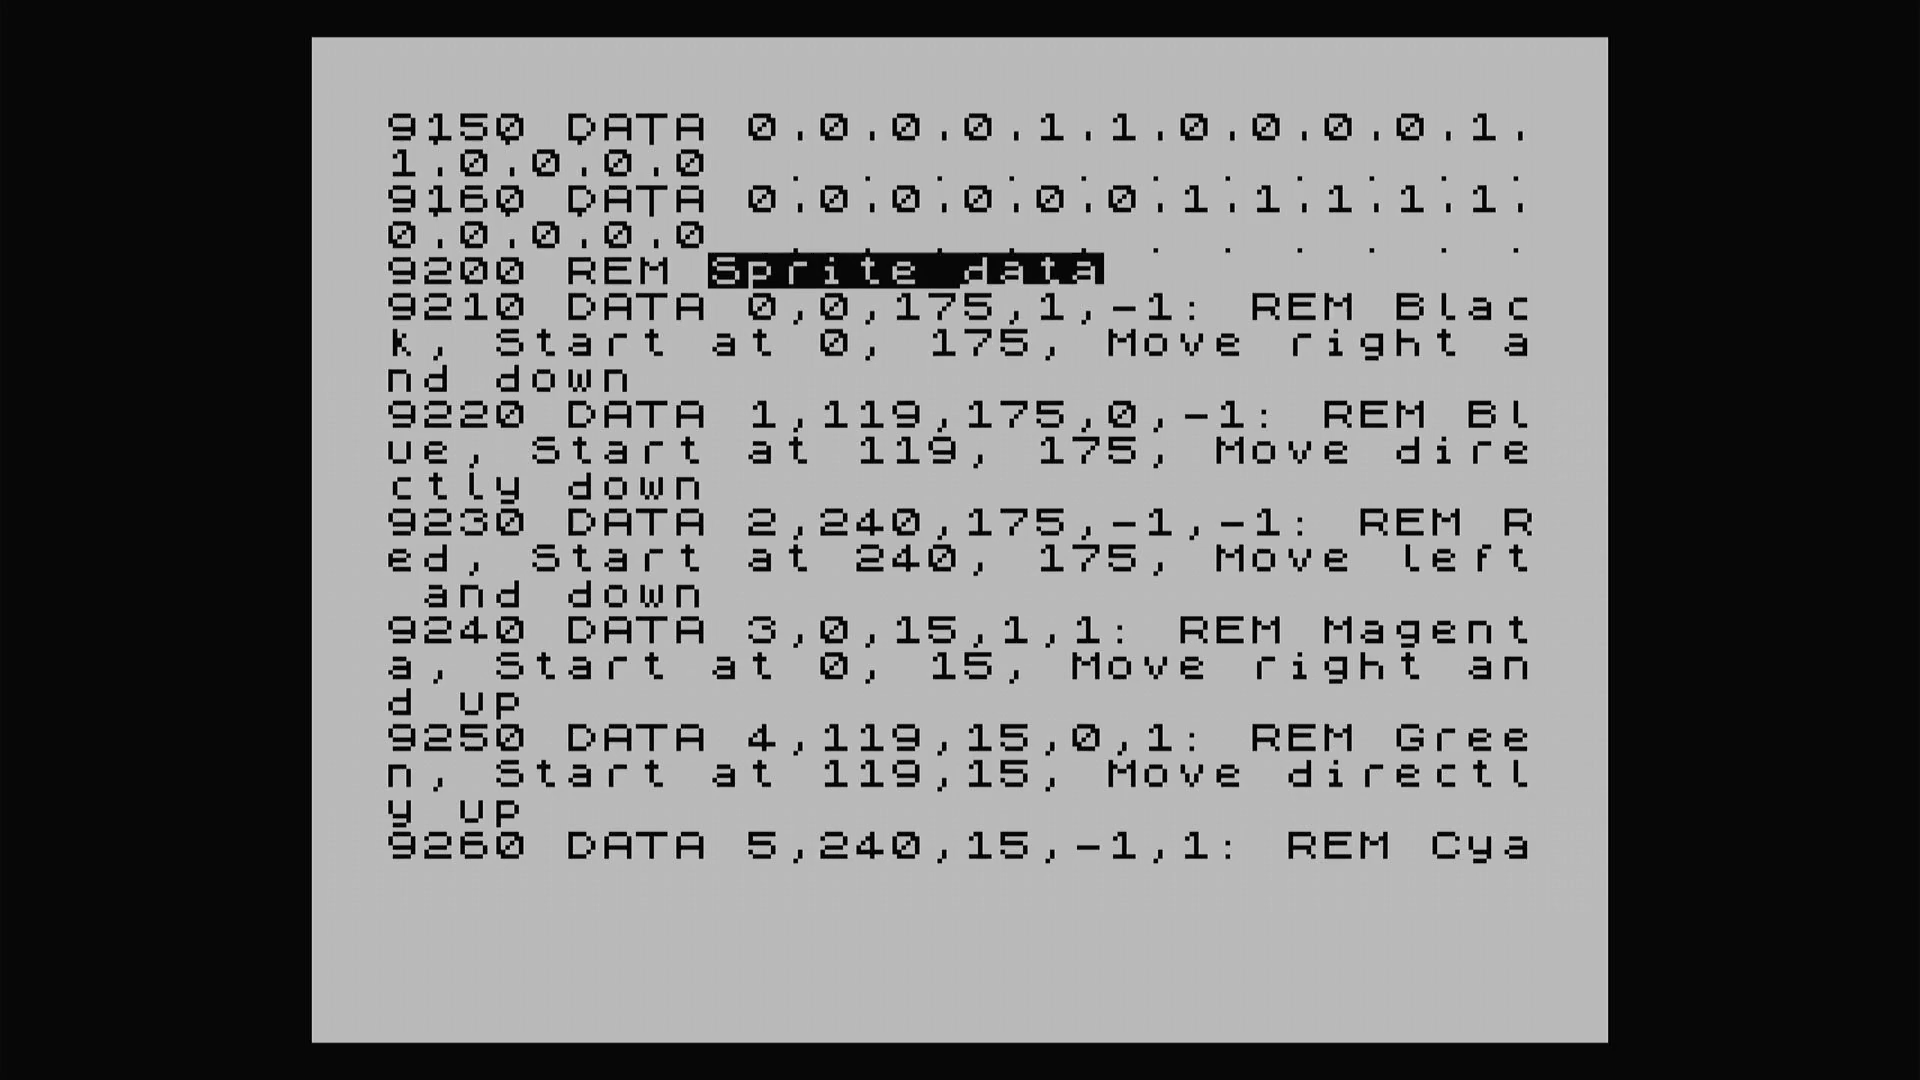 9150 DATA 0.0.0.0.1.1.0.0.0.0.1.
1.0.0.0.0
9160 DATA 0.0.0.0.0.0.1.1.1.1.1.
0.0.0.0.0
9200 REM Sprite data
9210 DATA 0,0,175,1,-1: REM Blac
k, Start at 0, 175, Move right a
nd down
9220 DATA 1,119,175,0,-1: REM Bl
ue, Start at 119, 175, Move dire
ctly down
9230 DATA 2,240,175,-1,-1: REM R
ed, Start at 240, 175, Move left
 and down
9240 DATA 3,0,15,1,1: REM Magent
a, Start at 0, 15, Move right an
d up
9250 DATA 4,119,15,0,1: REM Gree
n, Start at 119,15, Move directl
y up
9260 DATA 5,240,15,-1,1: REM Cya